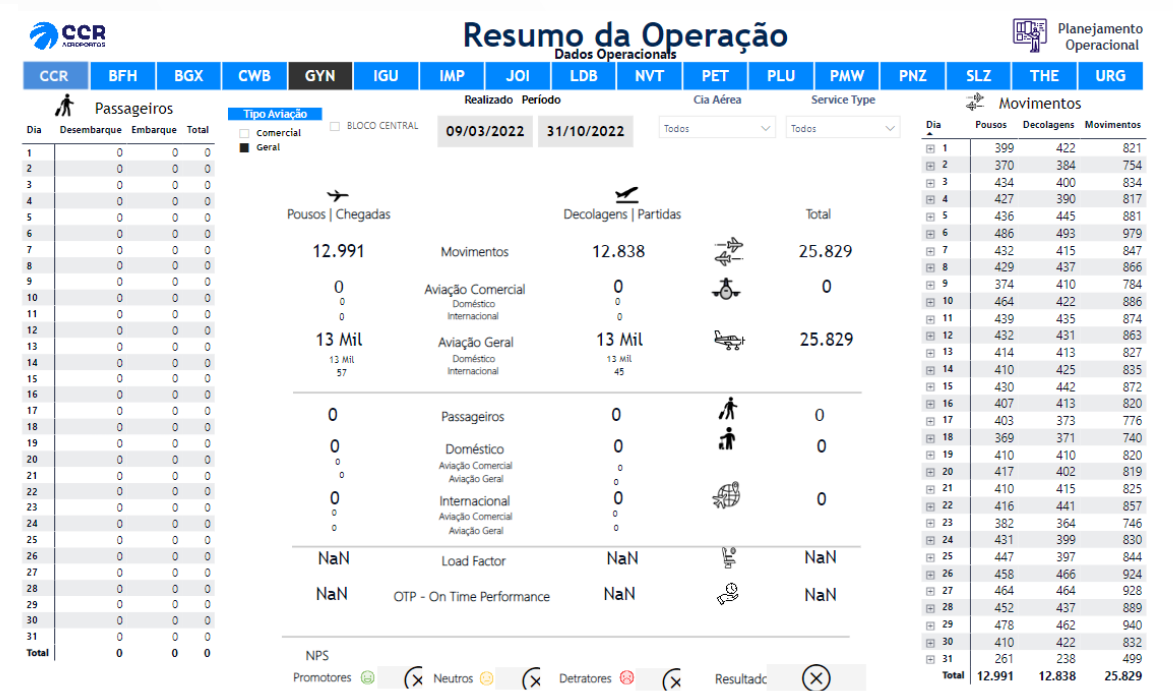 CCR
AEROPORTOS
Resumo da Operação
Dados Operacionais
Planejamento
Operacional
CCR BFH BGX CWB GYN IGU IMP JOI LDB NVT PET PLU PMW PNZ SLZ THE URG
Passageiros
Dia Desembarque Embarque Total
1 0 0 0
2 0 0 0
3 0 0 0
4 0 0 0
5 0 0 0
6 0 0 0
7 0 0 0
8 0 0 0
9 0 0 0
10 0 0 0
11 0 0 0
12 0 0 0
13 0 0 0
14 0 0 0
15 0 0 0
16 0 0 0
17 0 0 0
18 0 0 0
19 0 0 0
20 0 0 0
21 0 0 0
22 0 0 0
23 0 0 0
24 0 0 0
25 0 0 0
26 0 0 0
27 0 0 0
28 0 0 0
29 0 0 0
30 0 0 0
31 0 0 0
Total 0 0 0
Tipo Aviação
Comercial
Geral
BLOCO CENTRAL
Realizado Período
09/03/2022 31/10/2022
Cia Aérea
Todos
Service Type
Todos
Pousos | Chegadas Decolagens | Partidas Total
12.991 Movimentos 12.838 25.829
0 Aviação Comercial 0 0
0 Doméstico 0
0 Internacional 0
13 Mil Aviação Geral 13 Mil 25.829
13 Mil Doméstico 13 Mil
57 Internacional 45
0 Passageiros 0 0
0 Doméstico 0 0
0 Aviação Comercial 0
0 Aviação Geral 0
0 Internacional 0 0
0 Aviação Comercial 0
0 Aviação Geral 0
NaN Load Factor NaN NaN
NaN OTP - On Time Performance NaN NaN
NPS
Promotores Neutros Detratores Resultado
Movimentos
Dia Pousos Decolagens Movimentos
1 399 422 821
2 370 384 754
3 434 400 834
4 427 390 817
5 436 445 881
6 486 493 979
7 432 415 847
8 429 437 866
9 374 410 784
10 464 422 886
11 439 435 874
12 432 431 863
13 414 413 827
14 410 425 835
15 430 442 872
16 407 413 820
17 403 373 776
18 369 371 740
19 410 410 820
20 417 402 819
21 410 415 825
22 416 441 857
23 382 364 746
24 431 399 830
25 447 397 844
26 458 466 924
27 464 464 928
28 452 437 889
29 478 462 940
30 410 422 832
31 261 238 499
Total 12.991 12.838 25.829